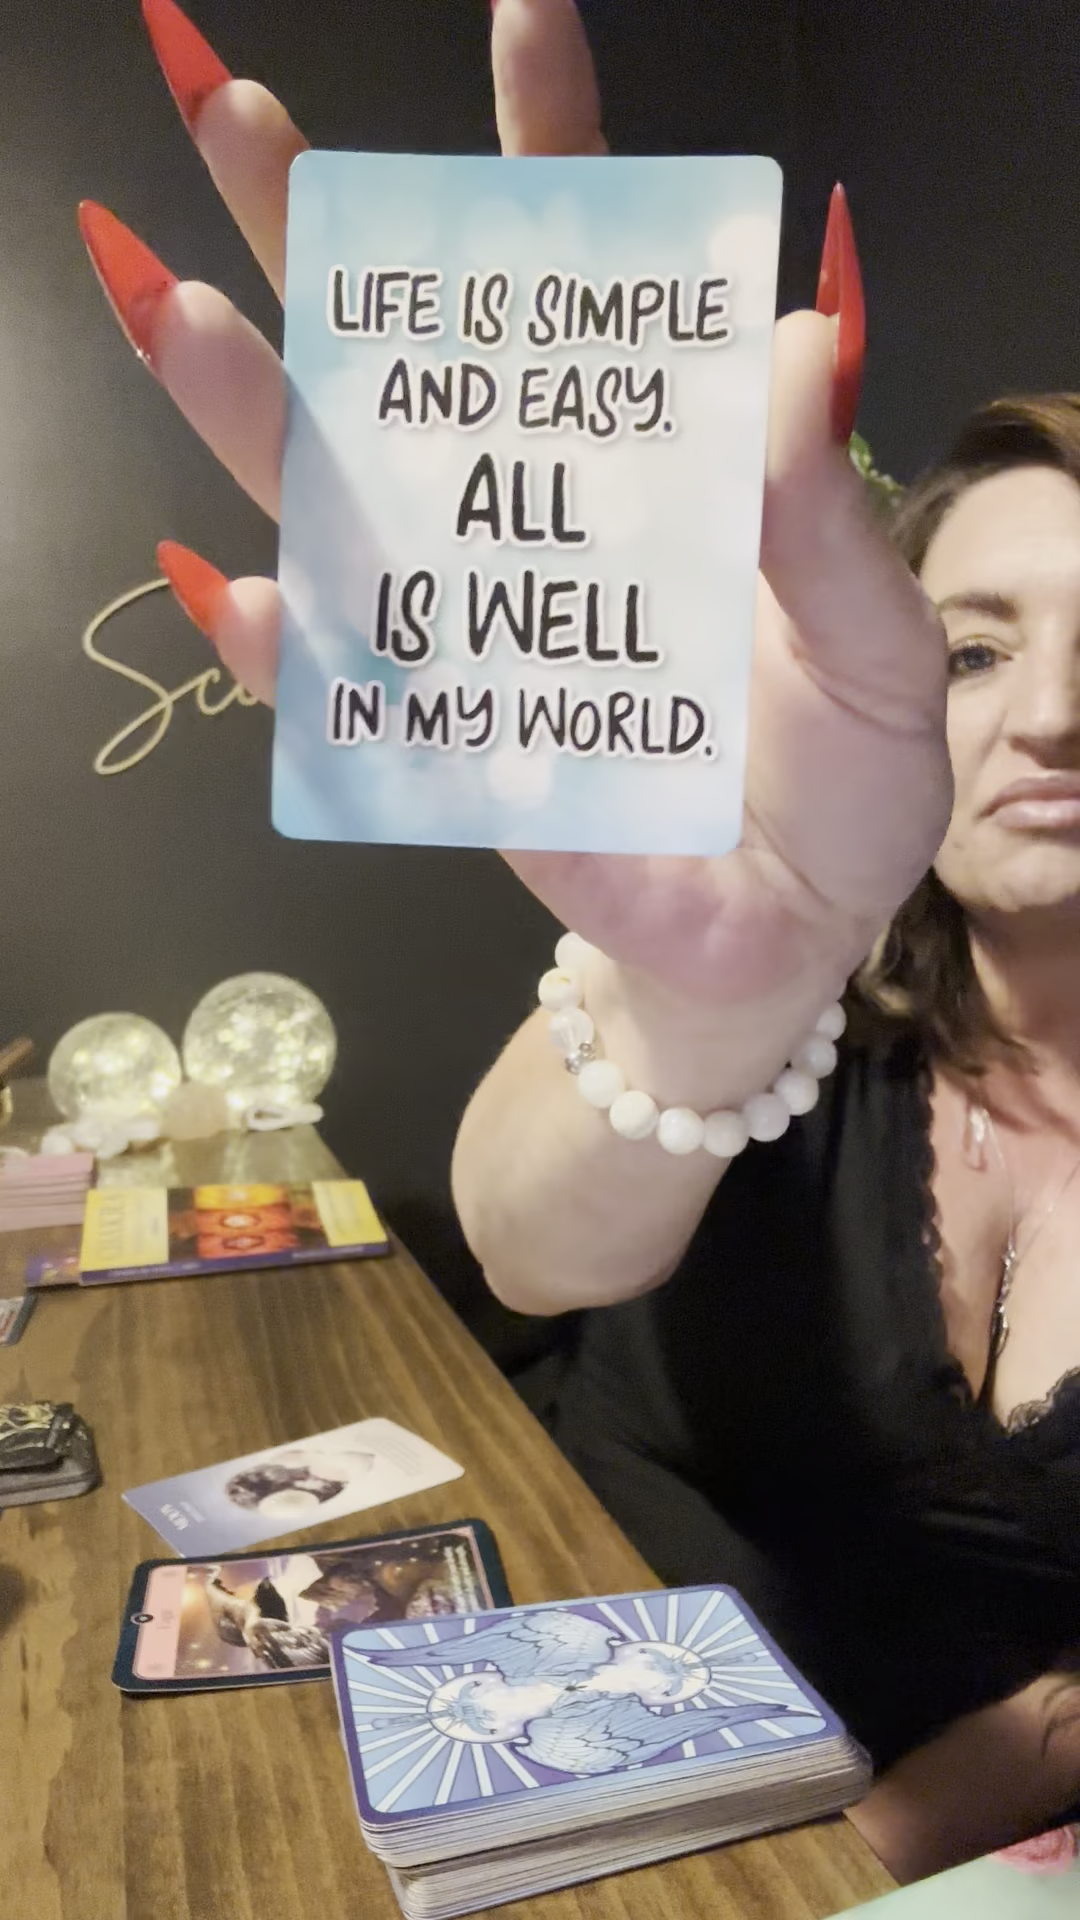 LIFE IS SIMPLE
AND EASY.
ALL
IS WELL
IN MY WORLD.